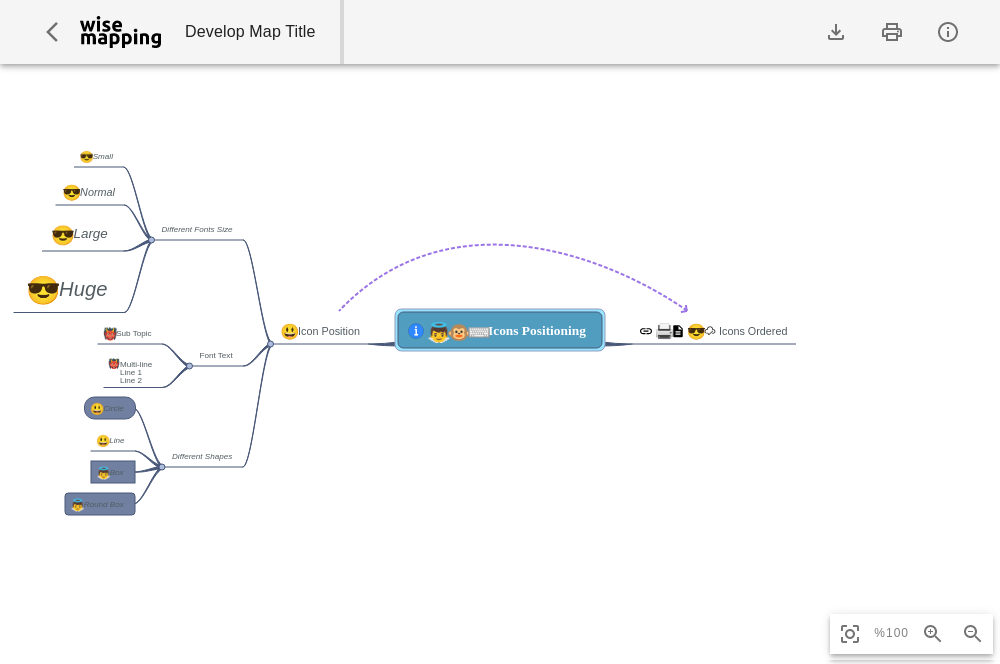 wise
mapping
Develop Map Title
Small
Normal
Large
Huge
Different Fonts Size
Sub Topic
Multi-line
Line 1
Line 2
Font Text
Circle
Line
Box
Round Box
Different Shapes
Icon Position
Icons Positioning
Icons Ordered
%100